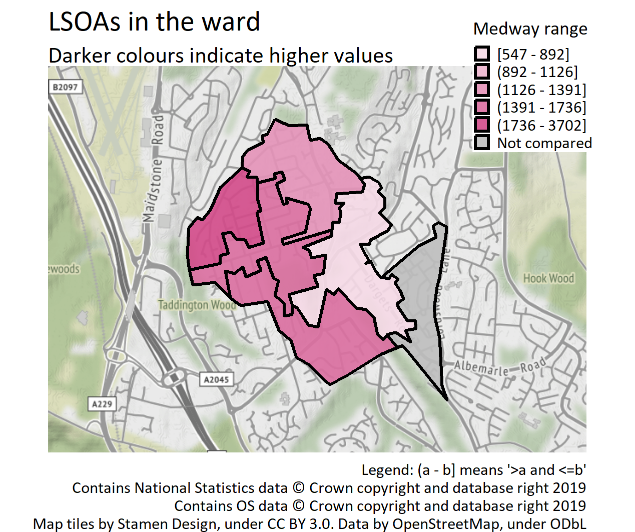 LSOAs in the ward
Darker colours indicate higher values
Medway range
[547 - 892]
(892 - 1126]
(1126 - 1391]
(1391 - 1736]
(1736 - 3702]
Not compared
B2097
Maidstone Road
ewoods
Taddington Wood
Hook Wood
Lane
Albemarle Road
A2045
A229
Legend: (a - b] means '>a and <=b'
Contains National Statistics data © Crown copyright and database right 2019
Contains OS data © Crown copyright and database right 2019
Map tiles by Stamen Design, under CC BY 3.0. Data by OpenStreetMap, under ODbL